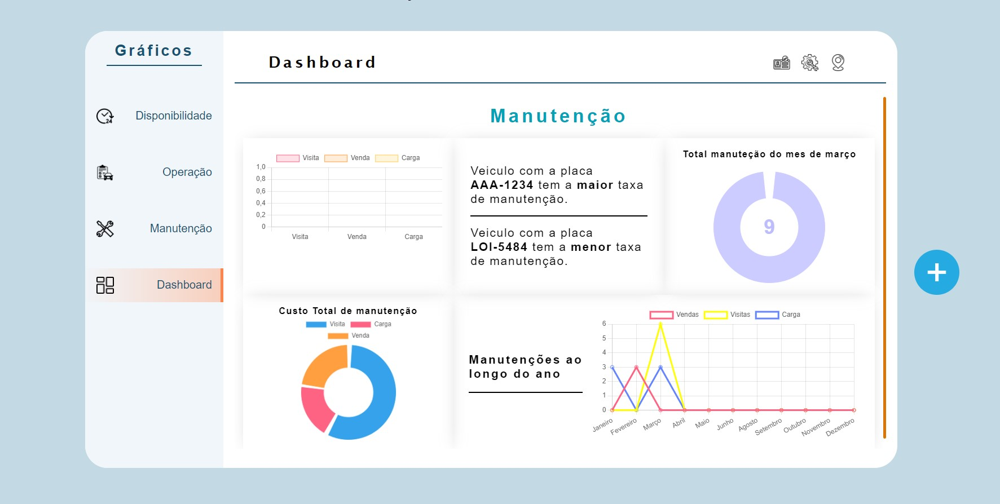 Gráficos
Disponibilidade
24
Operação
Manutenção
Dashboard
Dashboard
Manutenção
Visita Venda Carga
1,0
0,8
0,6
0,4
0,2
0
Visita Venda Carga
Veiculo com a placa
AAA-1234 tem a maior taxa
de manutenção.
Veiculo com a placa
LOI-5484 tem a menor taxa
de manutenção.
Total manuteção do mes de março
9
Custo Total de manutenção
Visita Carga
Venda
Manutenções ao
longo do ano
Vendas Visitas Carga
6
5
4
3
2
1
0
Janeiro Fevereiro Março Abril Maio Junho Agosto Setembro Outubro Novembro Dezembro
+